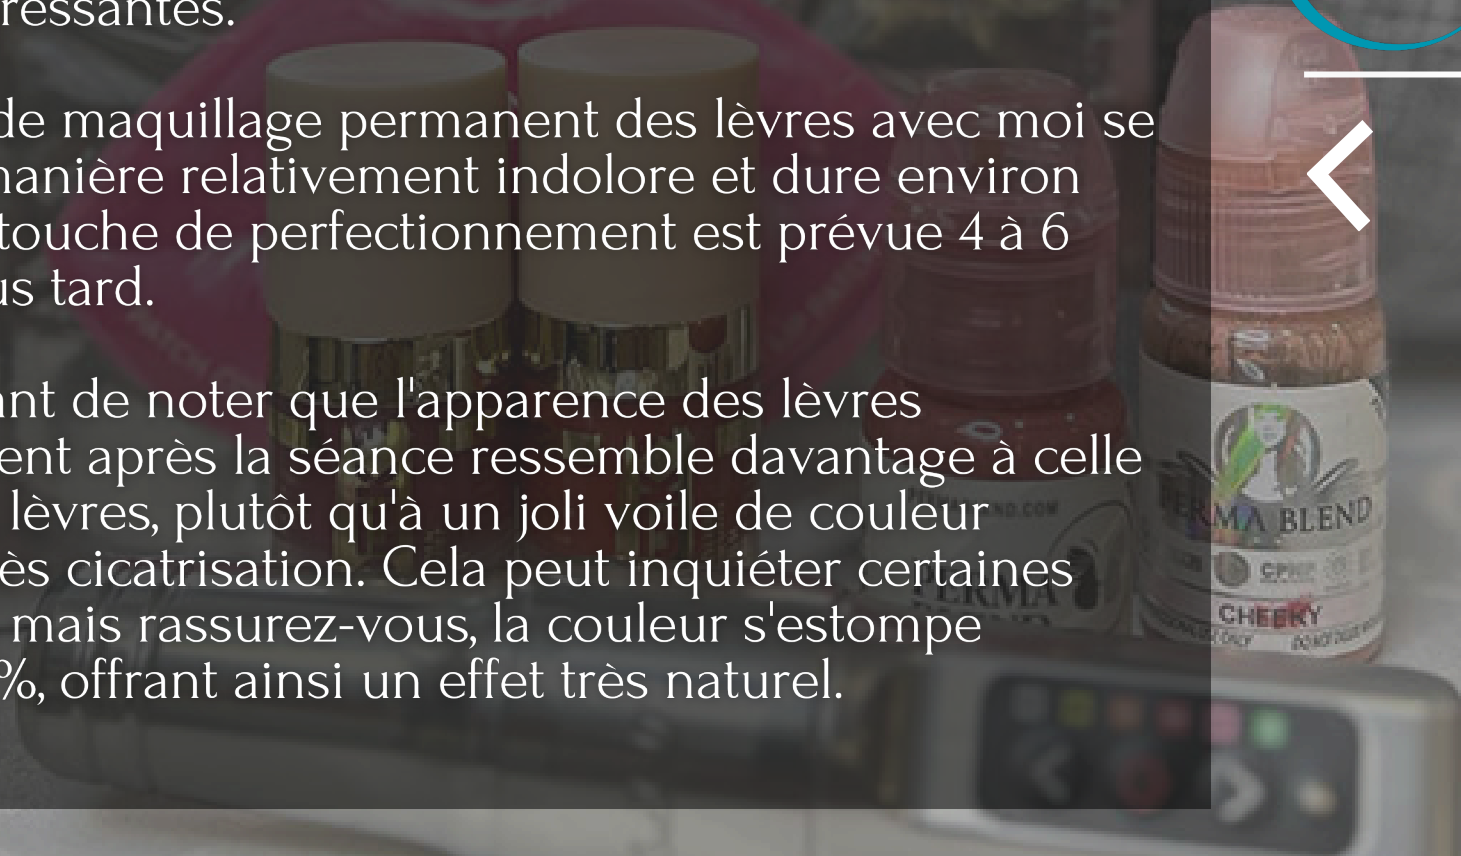 ressantes.
de maquillage permanent des lèvres avec moi se
manière relativement indolore et dure environ
touche de perfectionnement est prévue 4 à 6
us tard.
ant de noter que l'apparence des lèvres
ent après la séance ressemble davantage à celle
lèvres, plutôt qu'à un joli voile de couleur
ès cicatrisation. Cela peut inquiéter certaines
mais rassurez-vous, la couleur s'estompe
%, offrant ainsi un effet très naturel.
PERMA BLEND
CHEEKY
PERMA